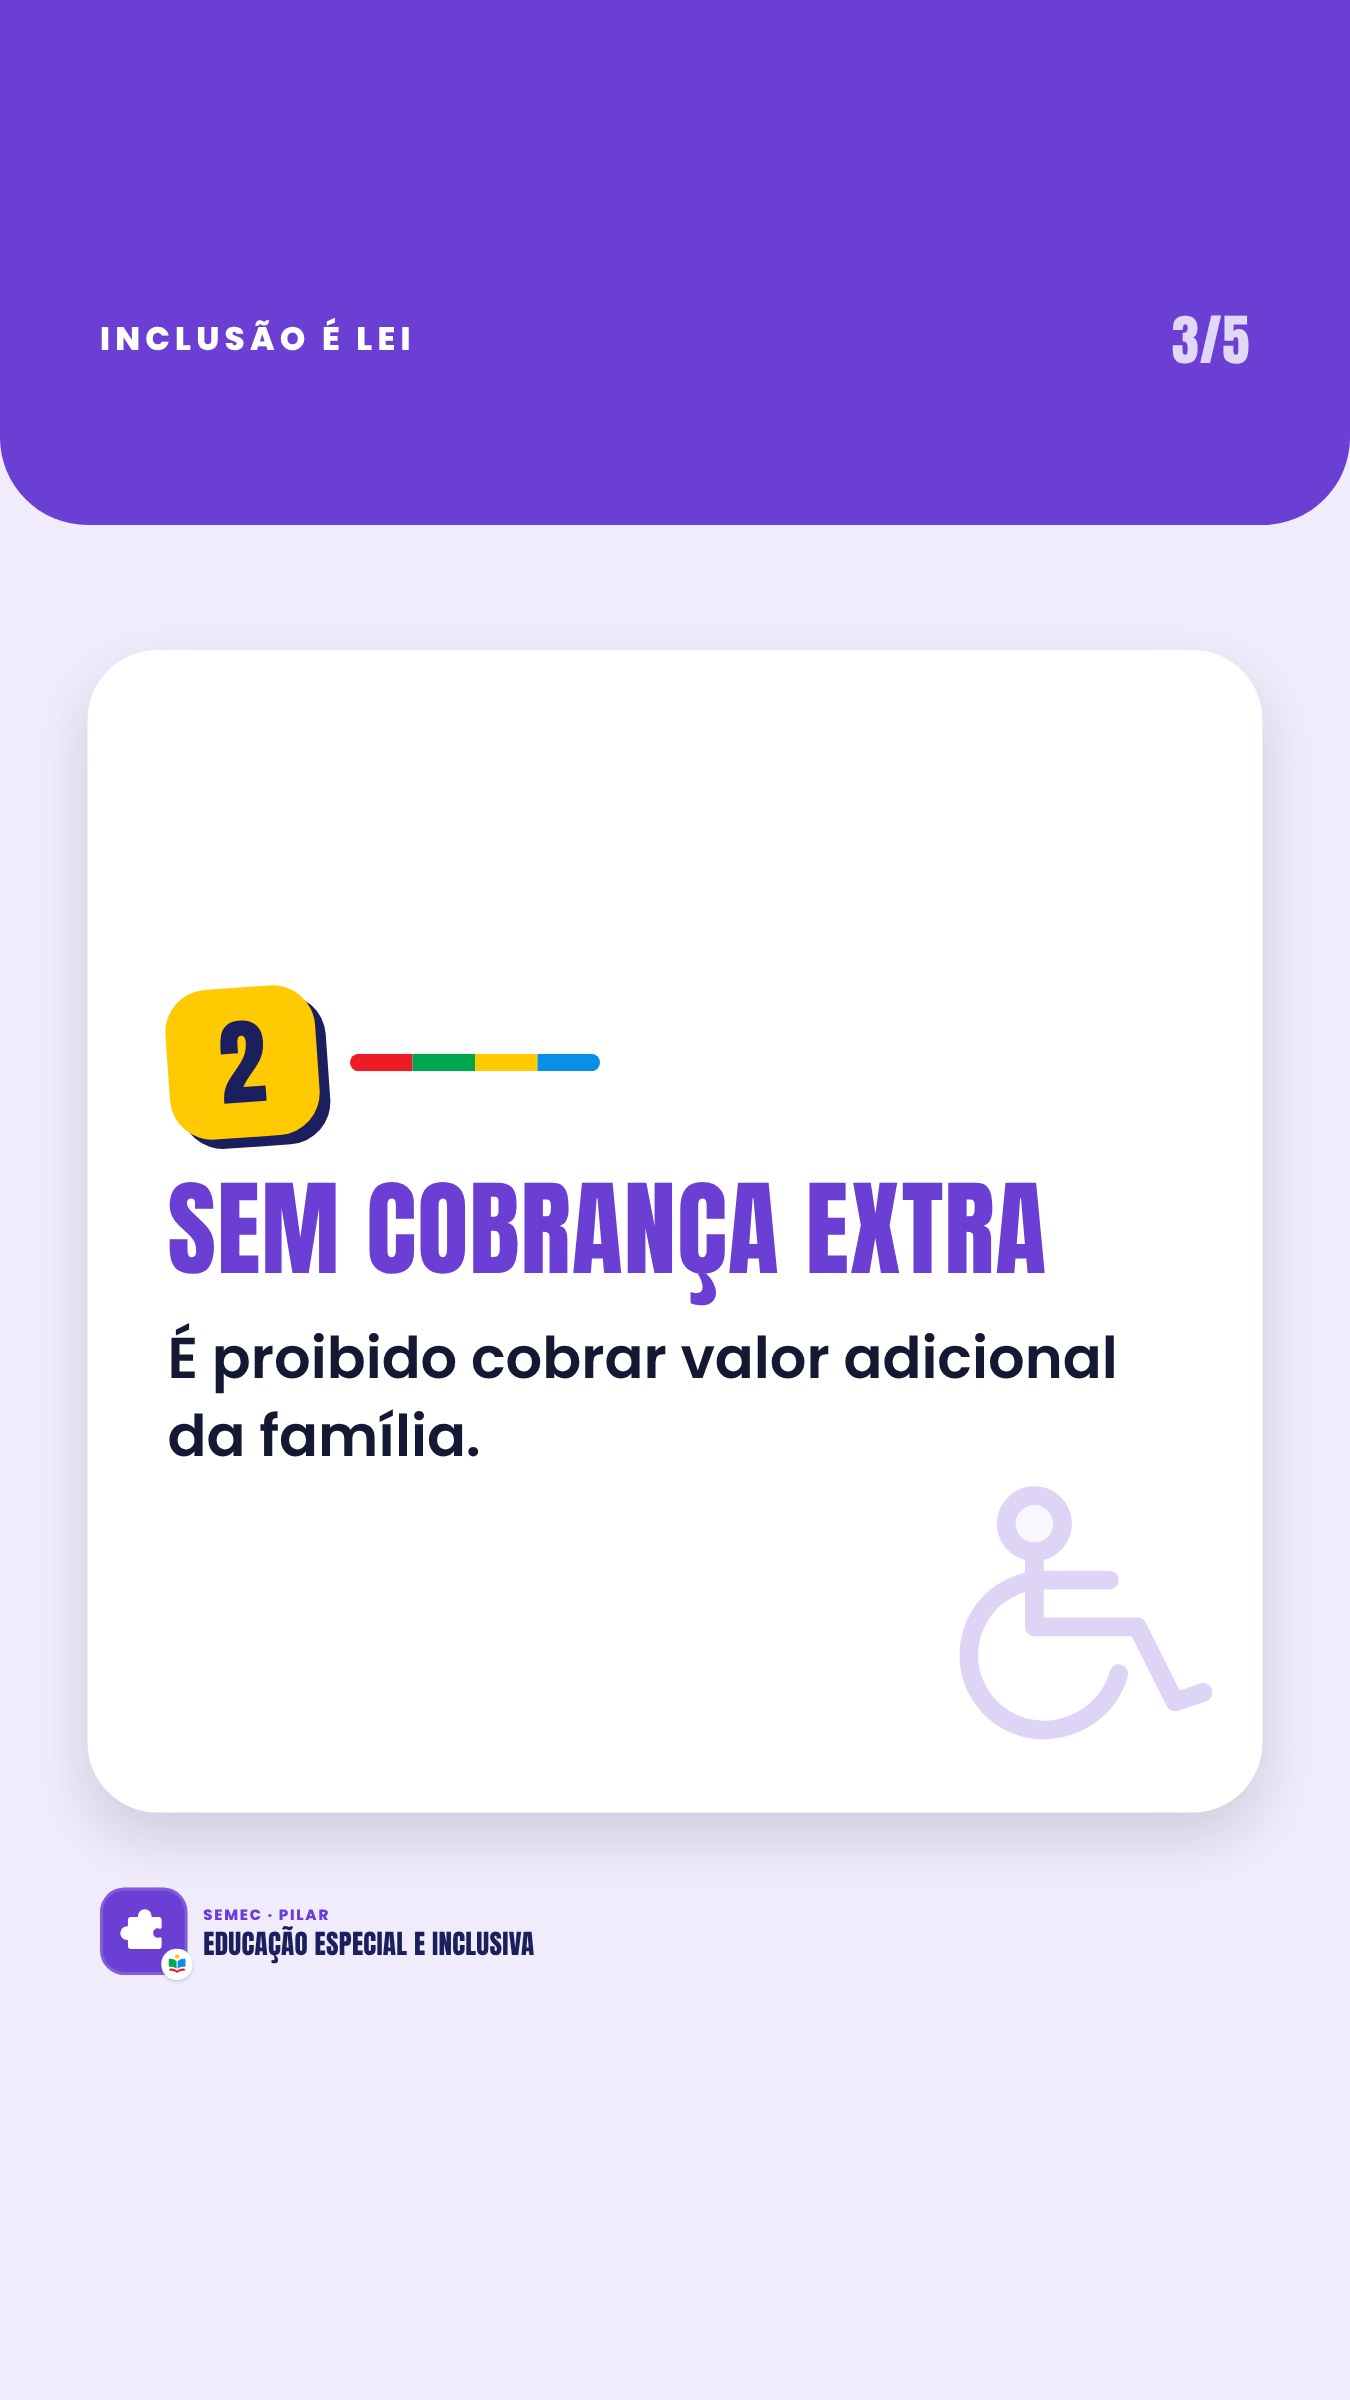 INCLUSÃO É LEI
3/5
2
SEM COBRANÇA EXTRA
É proibido cobrar valor adicional
da família.
SEMEC · PILAR
EDUCAÇÃO ESPECIAL E INCLUSIVA